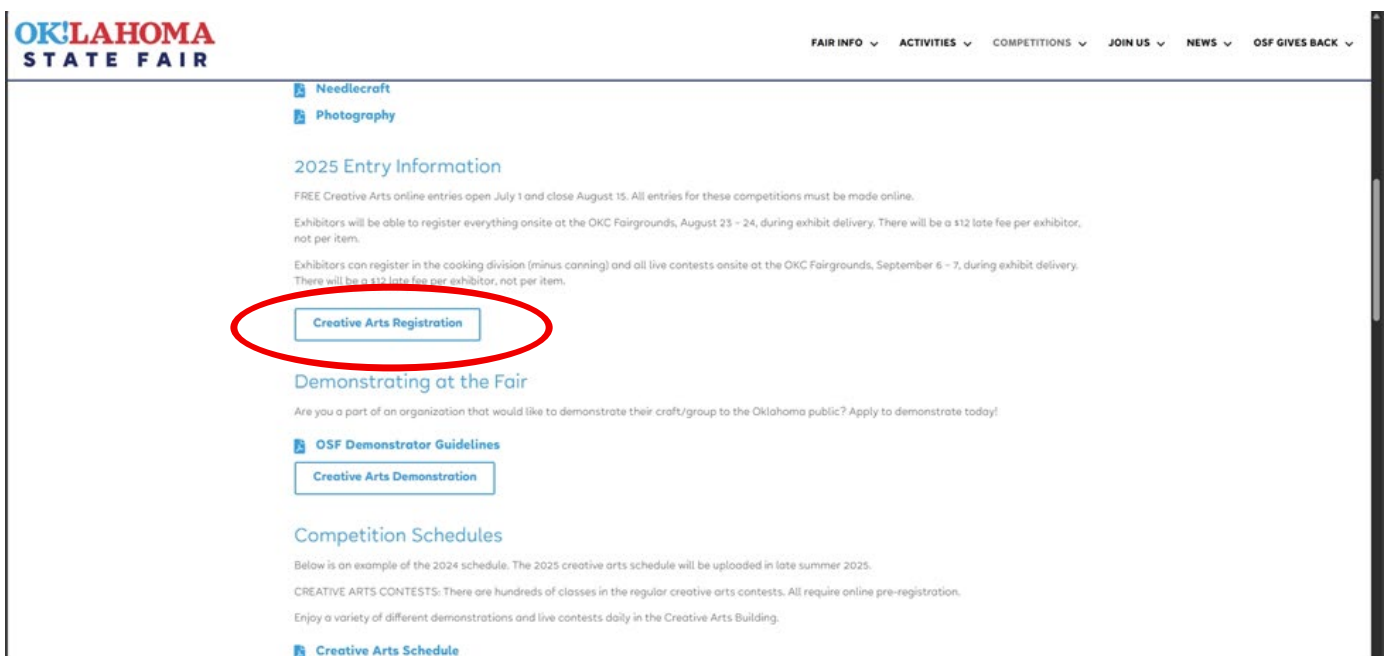 OK!LAHOMA
STATE FAIR
FAIR INFO
ACTIVITIES
COMPETITIONS
JOIN US
NEWS
OSF GIVES BACK
Needlecraft
Photography
2025 Entry Information
FREE Creative Arts online entries open July 1 and close August 15. All entries for these competitions must be made online.
Exhibitors will be able to register everything onsite at the OKC Fairgrounds, August 23 – 24, during exhibit delivery. There will be a $12 late fee per exhibitor,
not per item.
Exhibitors can register in the cooking division (minus canning) and all live contests onsite at the OKC Fairgrounds, September 6 – 7, during exhibit delivery.
There will be a $12 late fee per exhibitor, not per item.
Creative Arts Registration
Demonstrating at the Fair
Are you a part of an organization that would like to demonstrate their craft/group to the Oklahoma public? Apply to demonstrate today!
OSF Demonstrator Guidelines
Creative Arts Demonstration
Competition Schedules
Below is an example of the 2024 schedule. The 2025 creative arts schedule will be uploaded in late summer 2025.
CREATIVE ARTS CONTESTS: There are hundreds of classes in the regular creative arts contests. All require online pre-registration.
Enjoy a variety of different demonstrations and live contests daily in the Creative Arts Building.
Creative Arts Schedule